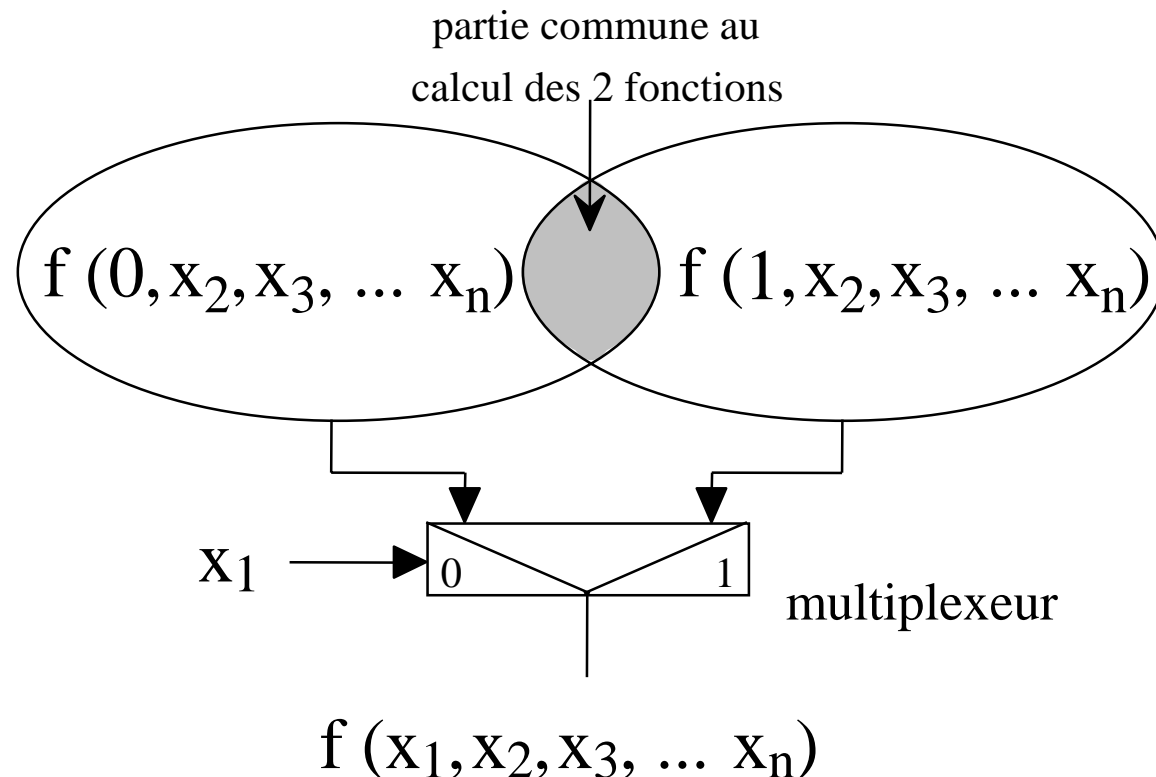 partie commune au
calcul des 2 fonctions
f (0,x₂,x₃, ... xₙ)
f (1,x₂,x₃, ... xₙ)
x₁
0
1
multiplexeur
f (x₁,x₂,x₃, ... xₙ)